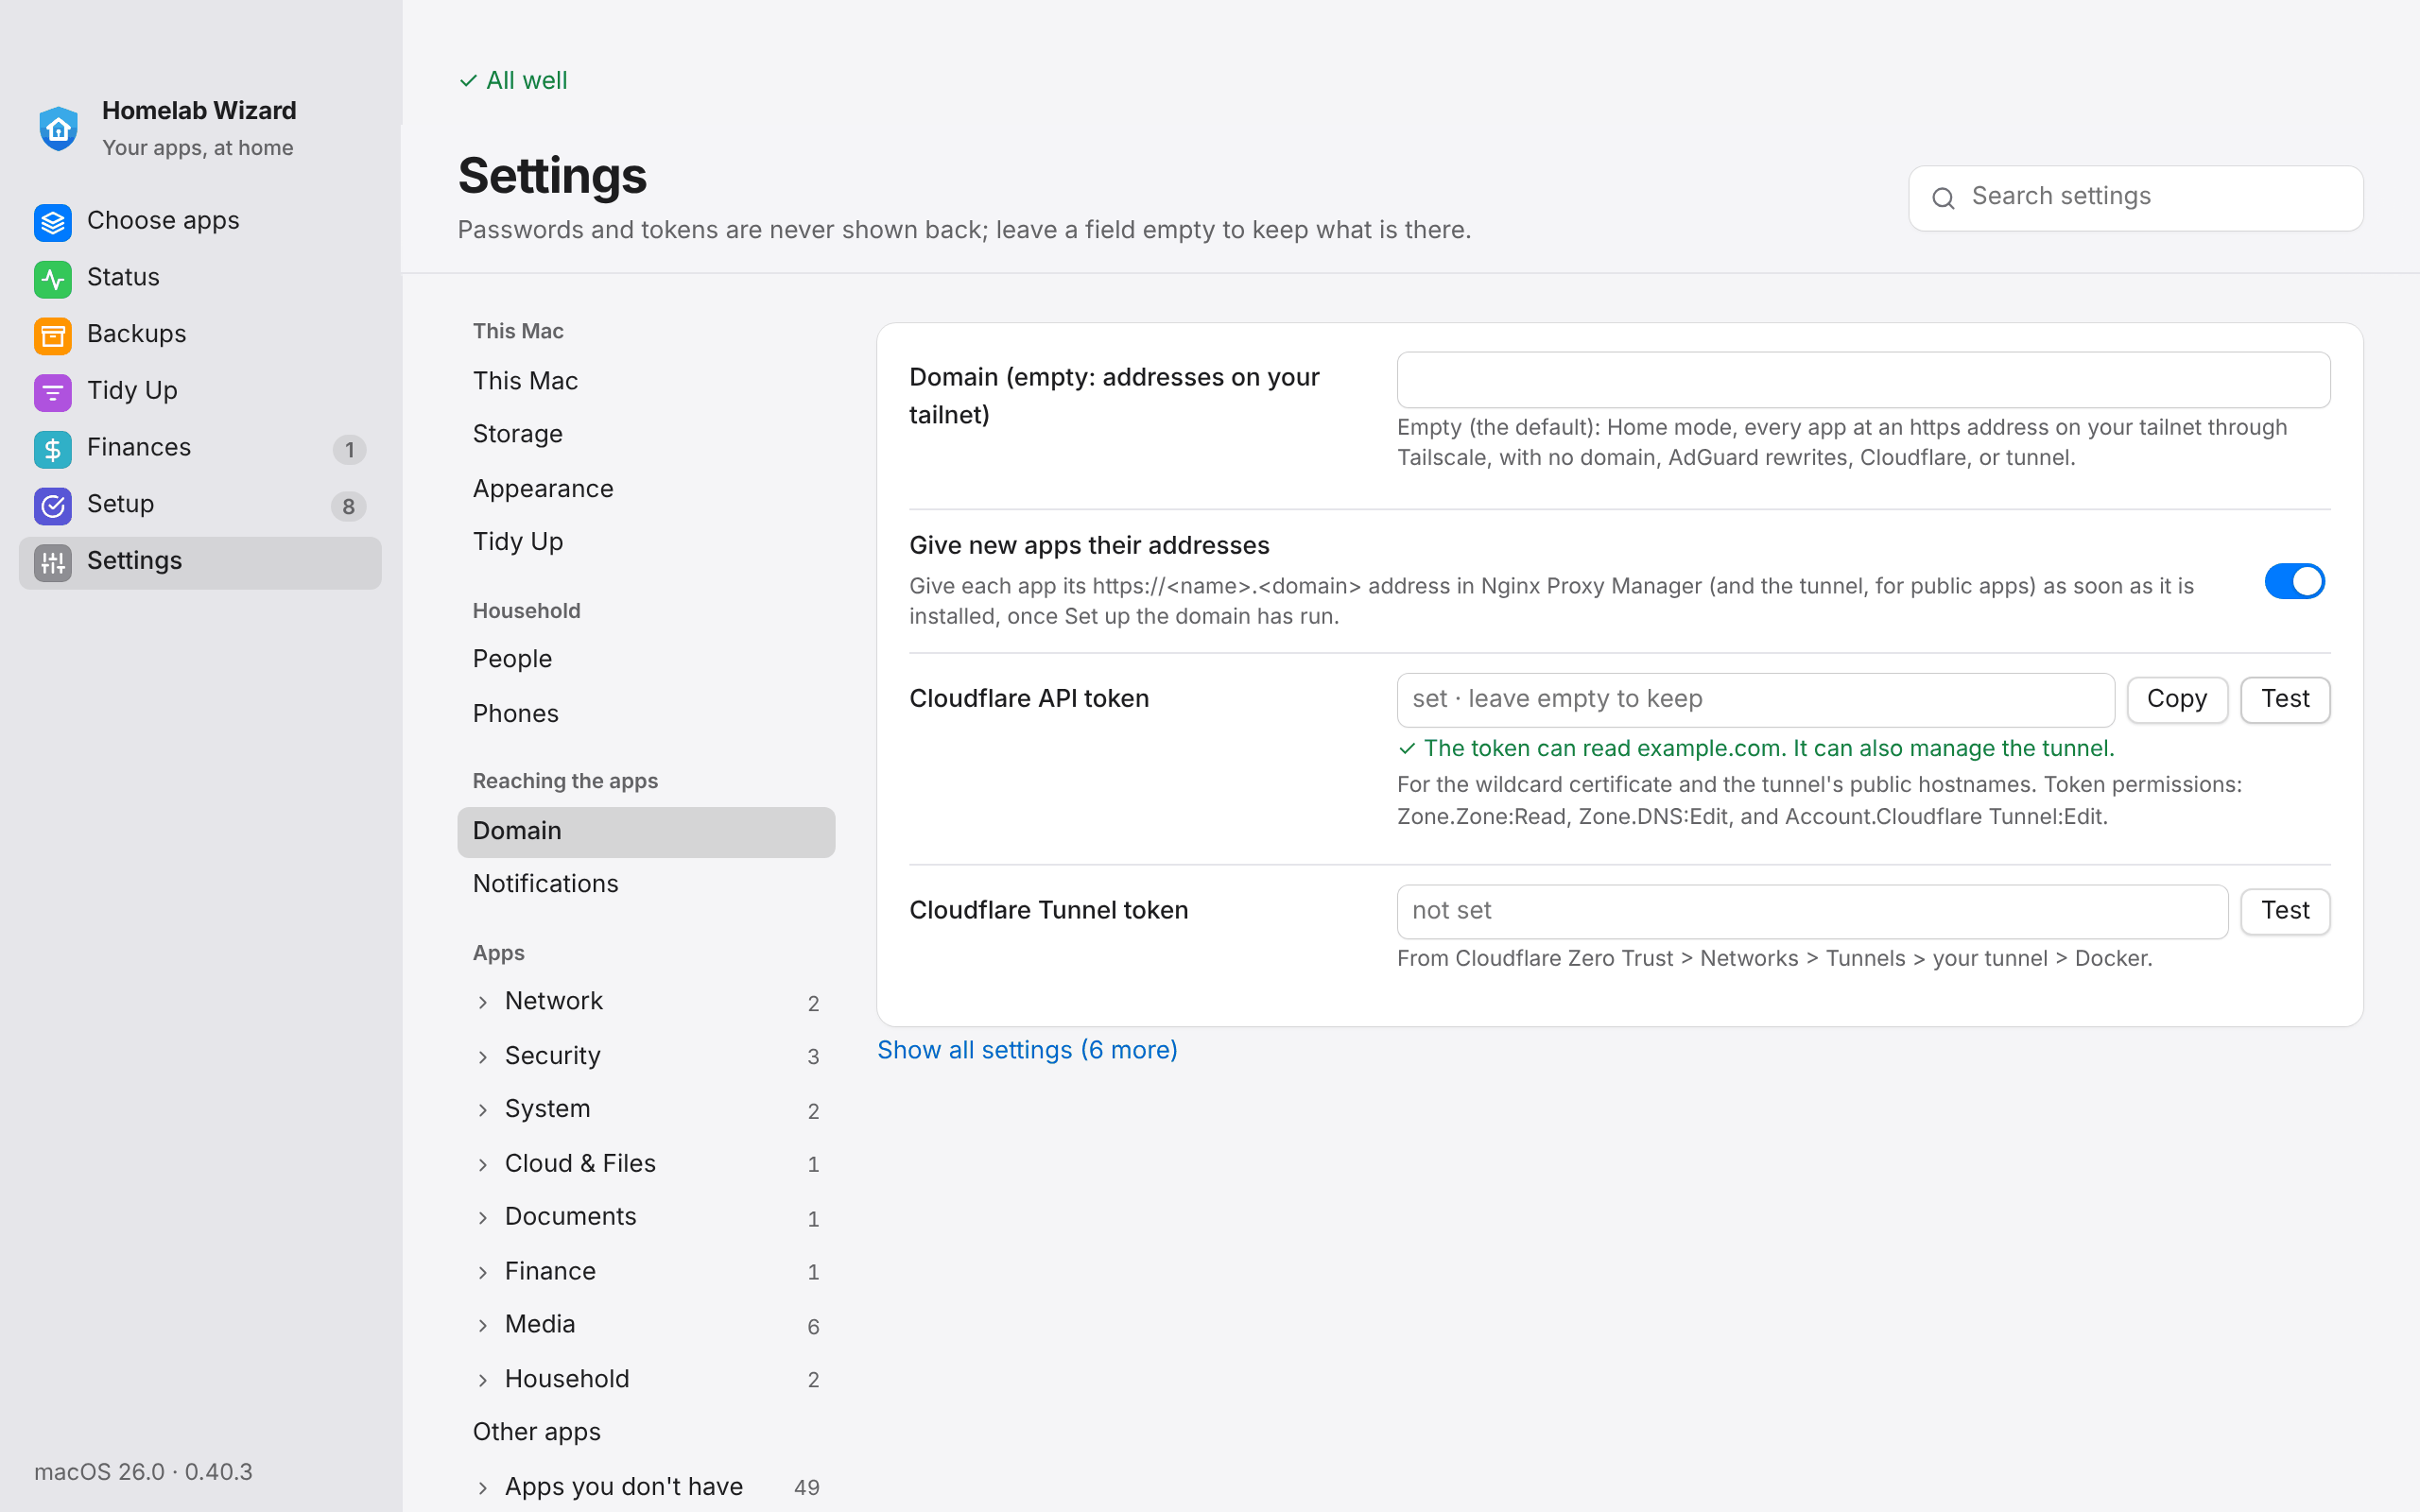 Homelab Wizard
Your apps, at home
Choose apps
Status
Backups
Tidy Up
Finances 1
Setup 8
Settings
macOS 26.0 · 0.40.3
✓ All well
Settings
Passwords and tokens are never shown back; leave a field empty to keep what is there.
Search settings
This Mac
This Mac
Storage
Appearance
Tidy Up
Household
People
Phones
Reaching the apps
Domain
Notifications
Apps
Network 2
Security 3
System 2
Cloud & Files 1
Documents 1
Finance 1
Media 6
Household 2
Other apps
Apps you don't have 49
Domain (empty: addresses on your
tailnet)
Empty (the default): Home mode, every app at an https address on your tailnet through
Tailscale, with no domain, AdGuard rewrites, Cloudflare, or tunnel.
Give new apps their addresses
Give each app its https://<name>.<domain> address in Nginx Proxy Manager (and the tunnel, for public apps) as soon as it is
installed, once Set up the domain has run.
Cloudflare API token
set · leave empty to keep
Copy
Test
✓ The token can read example.com. It can also manage the tunnel.
For the wildcard certificate and the tunnel's public hostnames. Token permissions:
Zone.Zone:Read, Zone.DNS:Edit, and Account.Cloudflare Tunnel:Edit.
Cloudflare Tunnel token
not set
Test
From Cloudflare Zero Trust > Networks > Tunnels > your tunnel > Docker.
Show all settings (6 more)